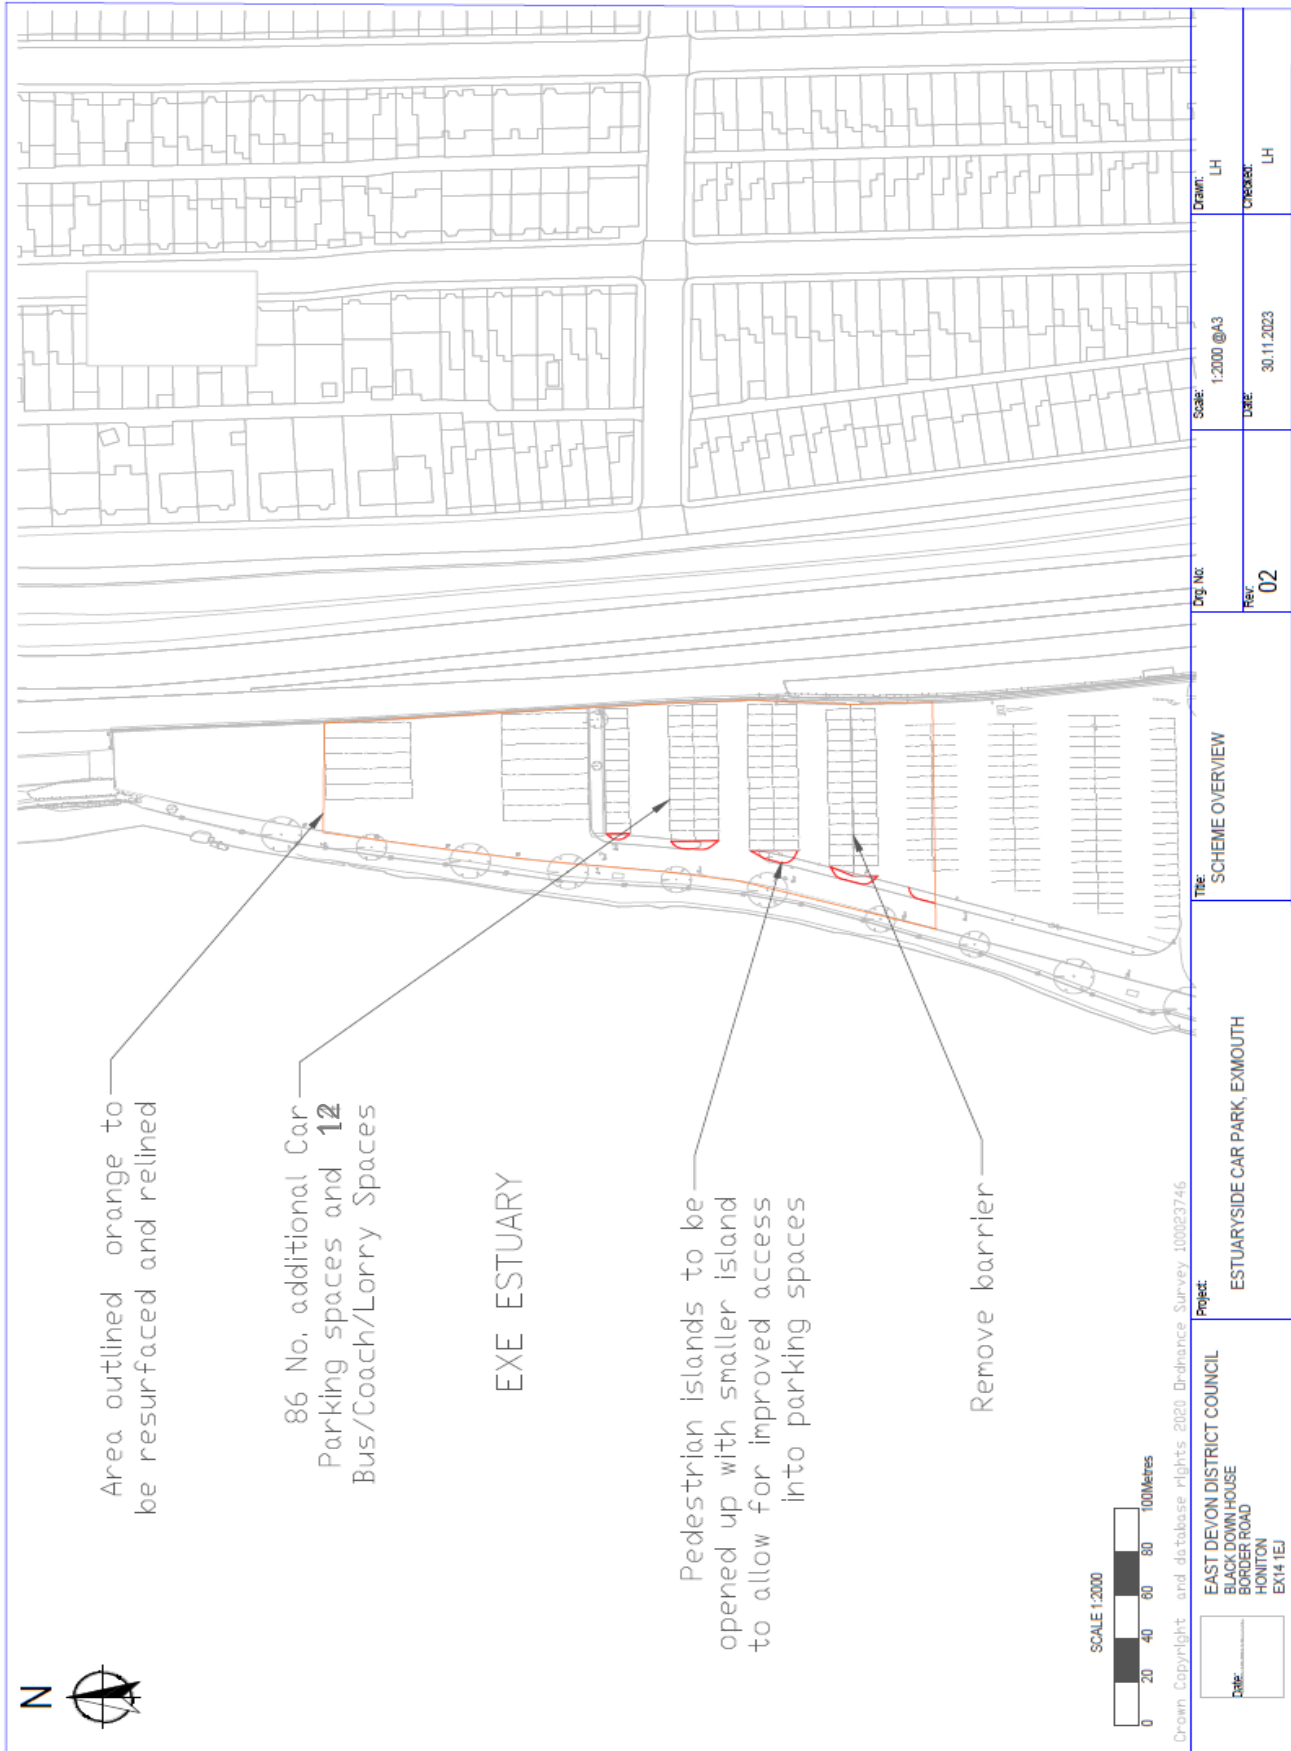 N
Area outlined orange to
be resurfaced and relined
86 No. additional Car
Parking spaces and 12
Bus/Coach/Lorry Spaces
EXE ESTUARY
Pedestrian islands to be
opened up with smaller island
to allow for improved access
into parking spaces
Remove barrier
SCALE 1:2000
0 20 40 60 80 100Metres
Crown Copyright and database rights 2020 Ordnance Survey 100023746
Date:
EAST DEVON DISTRICT COUNCIL
BLACK DOWN HOUSE
BORDER ROAD
HONITON
EX14 1EJ
Project:
ESTUARYSIDE CAR PARK, EXMOUTH
Title:
SCHEME OVERVIEW
Drg. No:
Rev:
02
Scale:
1:2000 @A3
Date:
30.11.2023
Drawn:
LH
Checked:
LH